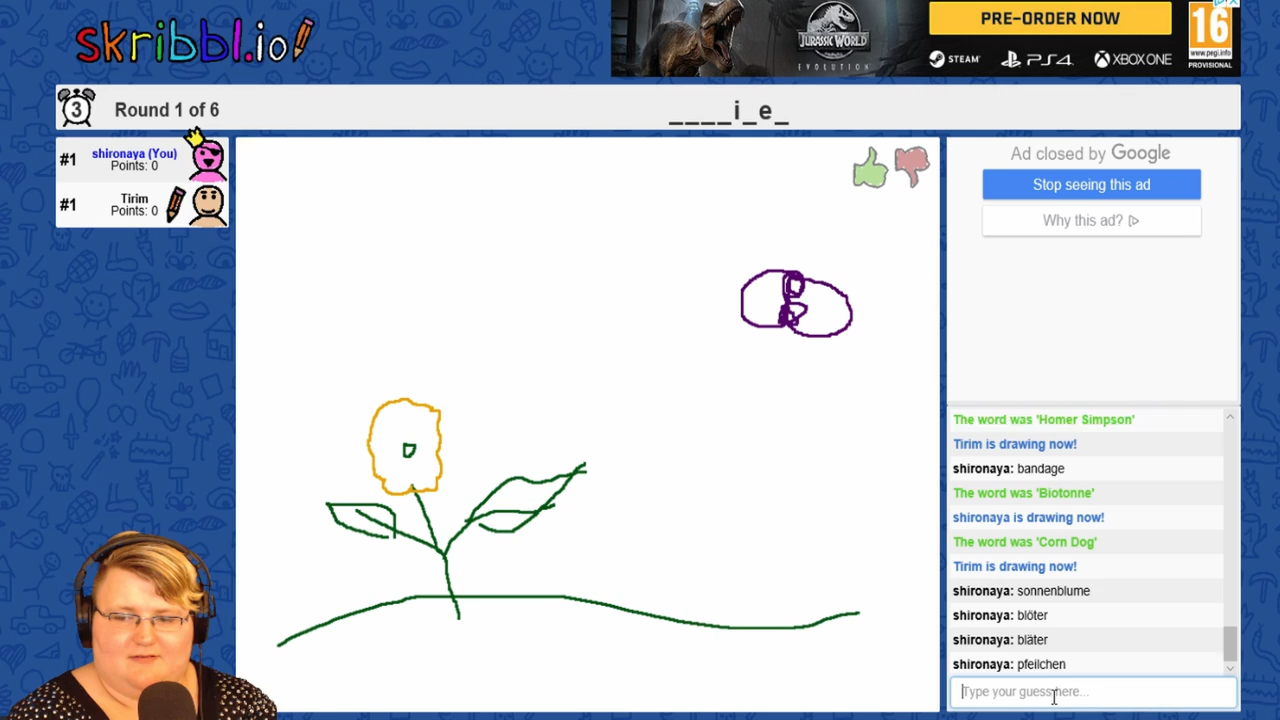 skribbl.io
JURASSIC WORLD
EVOLUTION
PRE-ORDER NOW
STEAM PS4 XBOX ONE
16
www.pegi.info
PROVISIONAL
3
Round 1 of 6
____i_e_
#1 shironaya (You)
Points: 0
#1 Tirim
Points: 0
Ad closed by Google
Stop seeing this ad
Why this ad?
The word was 'Homer Simpson'
Tirim is drawing now!
shironaya: bandage
The word was 'Biotonne'
shironaya is drawing now!
The word was 'Corn Dog'
Tirim is drawing now!
shironaya: sonnenblume
shironaya: blöter
shironaya: bläter
shironaya: pfeilchen
Type your guess here...